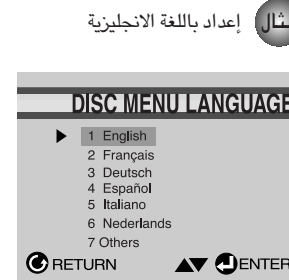 مثال إعداد باللغة الانجليزية
DISC MENU LANGUAGE
1 English
2 Français
3 Deutsch
4 Español
5 Italiano
6 Nederlands
7 Others
RETURN ENTER